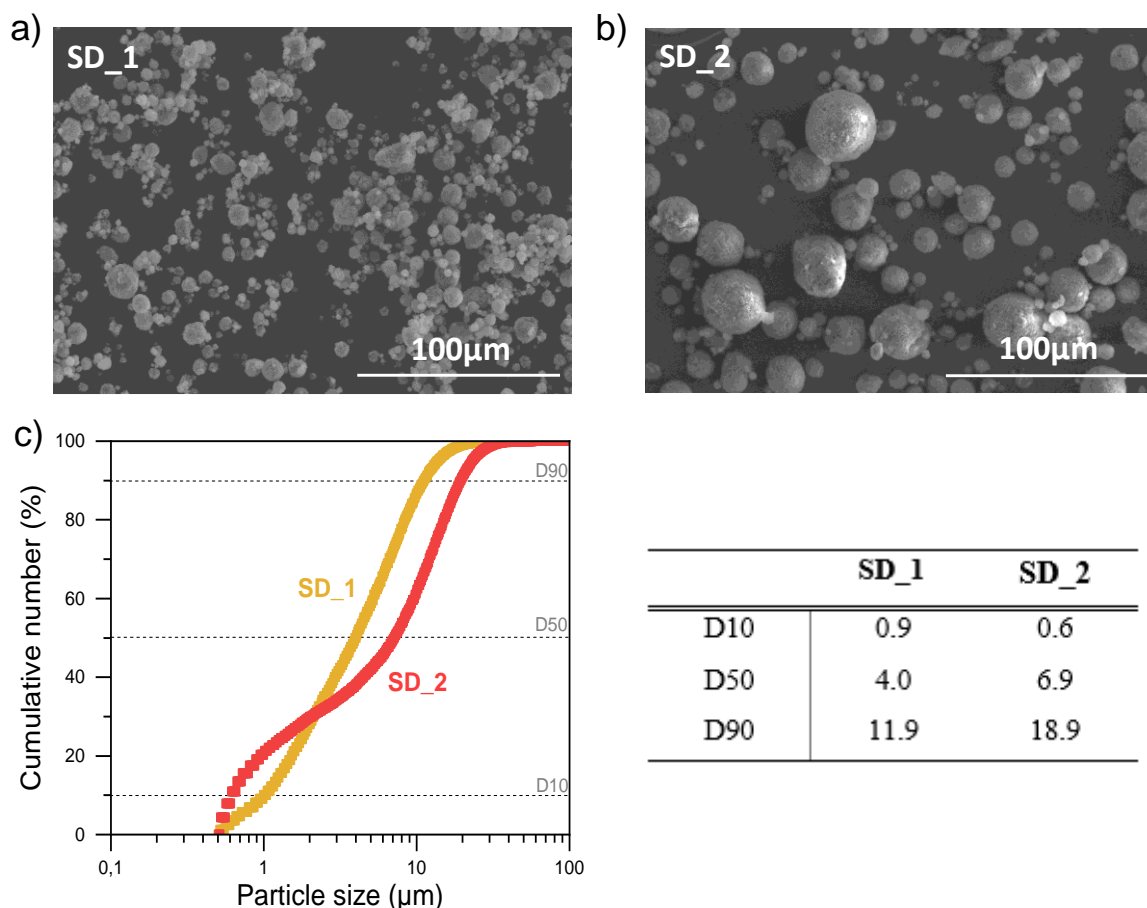 a)
SD_1
100µm
b)
SD_2
100µm
c)
Cumulative number (%)
100
80
60
40
20
0
D90
D50
D10
SD_1
SD_2
0,1
1
10
100
Particle size (µm)
SD_1 SD_2
D10 0.9 0.6
D50 4.0 6.9
D90 11.9 18.9